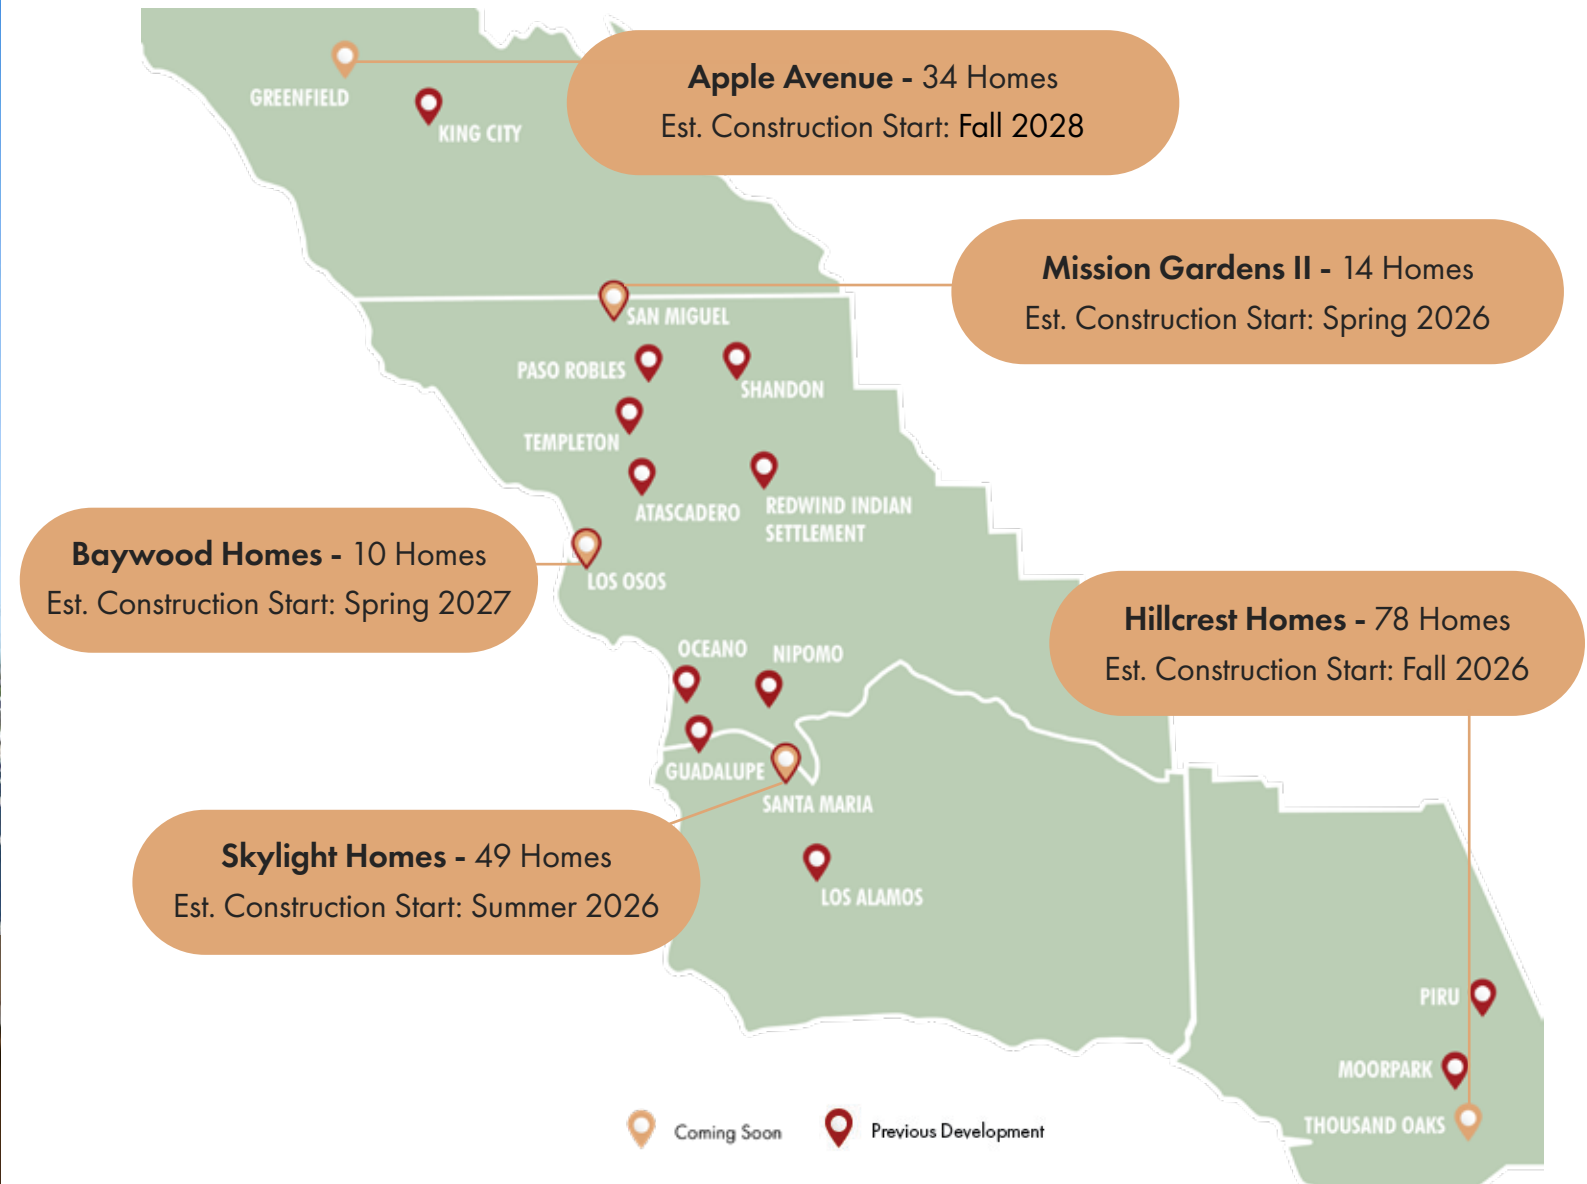 Apple Avenue - 34 Homes
Est. Construction Start: Fall 2028
GREENFIELD
KING CITY
Mission Gardens II - 14 Homes
Est. Construction Start: Spring 2026
SAN MIGUEL
PASO ROBLES
SHANDON
TEMPLETON
ATASCADERO
REDWIND INDIAN
SETTLEMENT
Baywood Homes - 10 Homes
Est. Construction Start: Spring 2027
LOS OSOS
Hillcrest Homes - 78 Homes
Est. Construction Start: Fall 2026
OCEANO
NIPOMO
GUADALUPE
SANTA MARIA
Skylight Homes - 49 Homes
Est. Construction Start: Summer 2026
LOS ALAMOS
PIRU
MOORPARK
THOUSAND OAKS
Coming Soon
Previous Development